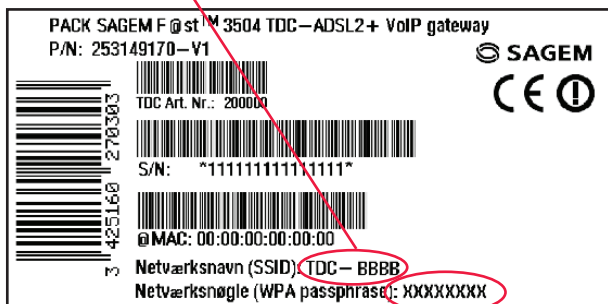 PACK SAGEM F@st™ 3504 TDC-ADSL2+ VoIP gateway
P/N: 253149170-V1
SAGEM
CE
TDC Art. Nr.: 200000
S/N: *111111111111111*
@MAC: 00:00:00:00:00:00
Netværksnavn (SSID): TDC- BBBB
Netværksnøgle (WPA passphrase): XXXXXXXX
3 425160 270303